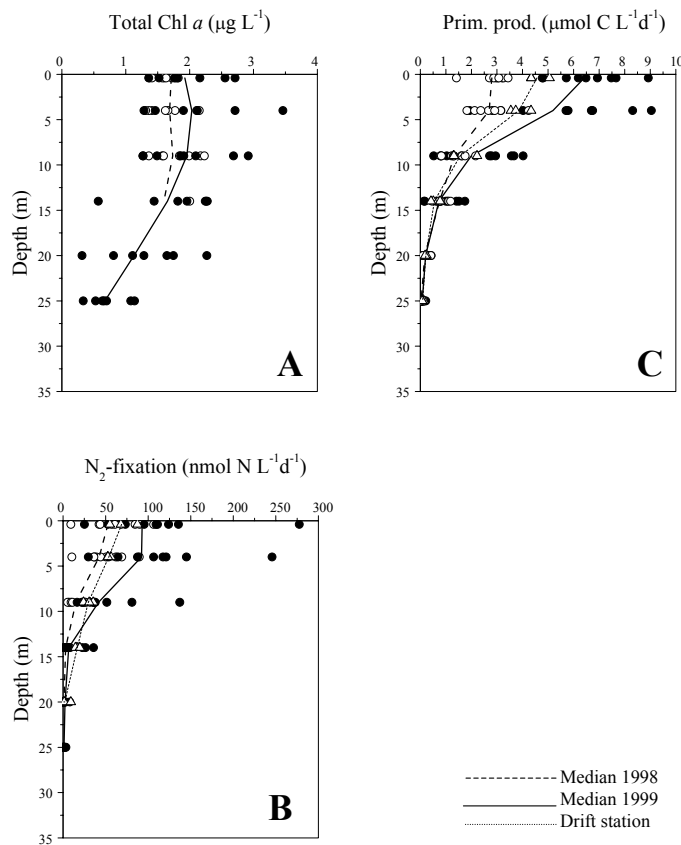 Total Chl a (μg L⁻¹)
0 1 2 3 4
0
5
10
15
20
25
30
35
Depth (m)
A
Prim. prod. (μmol C L⁻¹d⁻¹)
0 1 2 3 4 5 6 7 8 9 10
0
5
10
15
20
25
30
35
Depth (m)
C
N₂-fixation (nmol N L⁻¹d⁻¹)
0 50 100 150 200 250 300
0
5
10
15
20
25
30
35
Depth (m)
B
Median 1998
Median 1999
Drift station